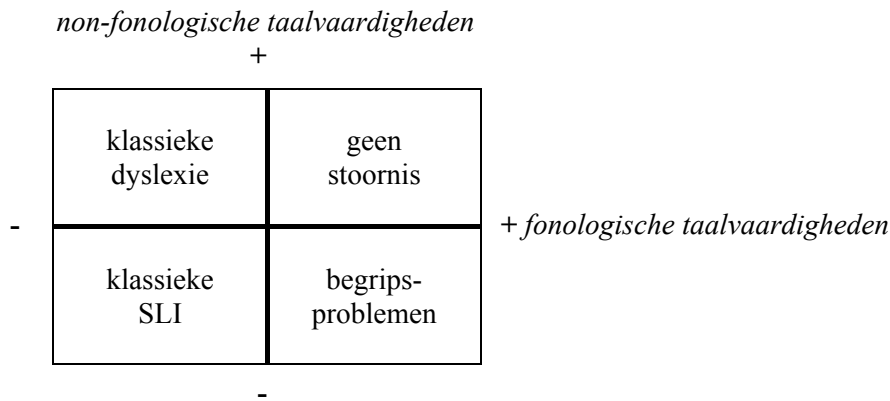 non-fonologische taalvaardigheden
+
klassieke geen
dyslexie stoornis
- + fonologische taalvaardigheden
klassieke begrips-
SLI problemen
-